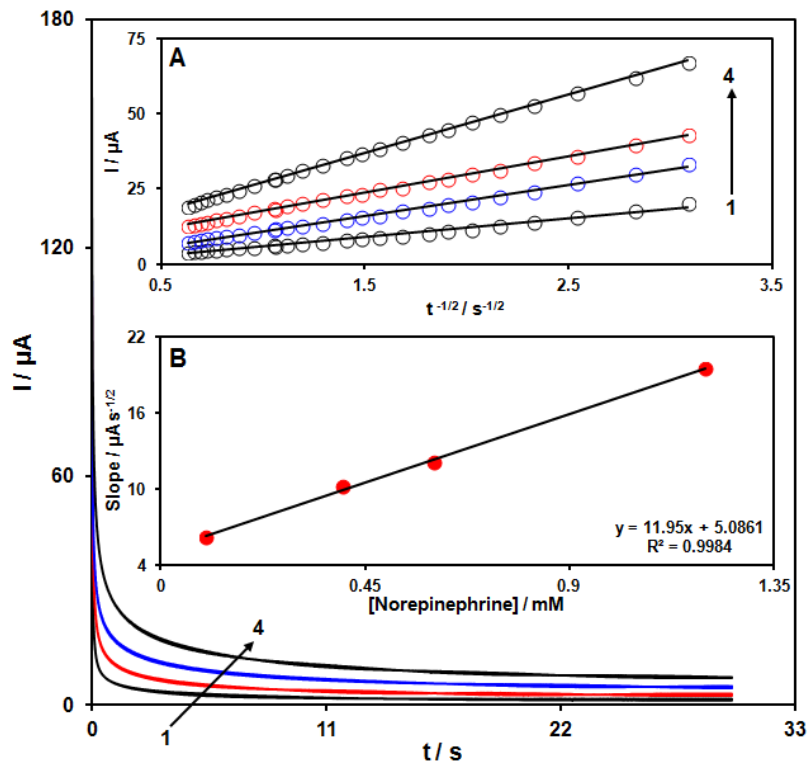 180
120
60
0
I / µA
0
11
22
33
t / s
1
4
A
75
50
25
0
I / µA
0.5
1.5
2.5
3.5
t -1/2 / s-1/2
4
1
B
22
16
10
4
Slope / µA s-1/2
0
0.45
0.9
1.35
[Norepinephrine] / mM
y = 11.95x + 5.0861
R² = 0.9984